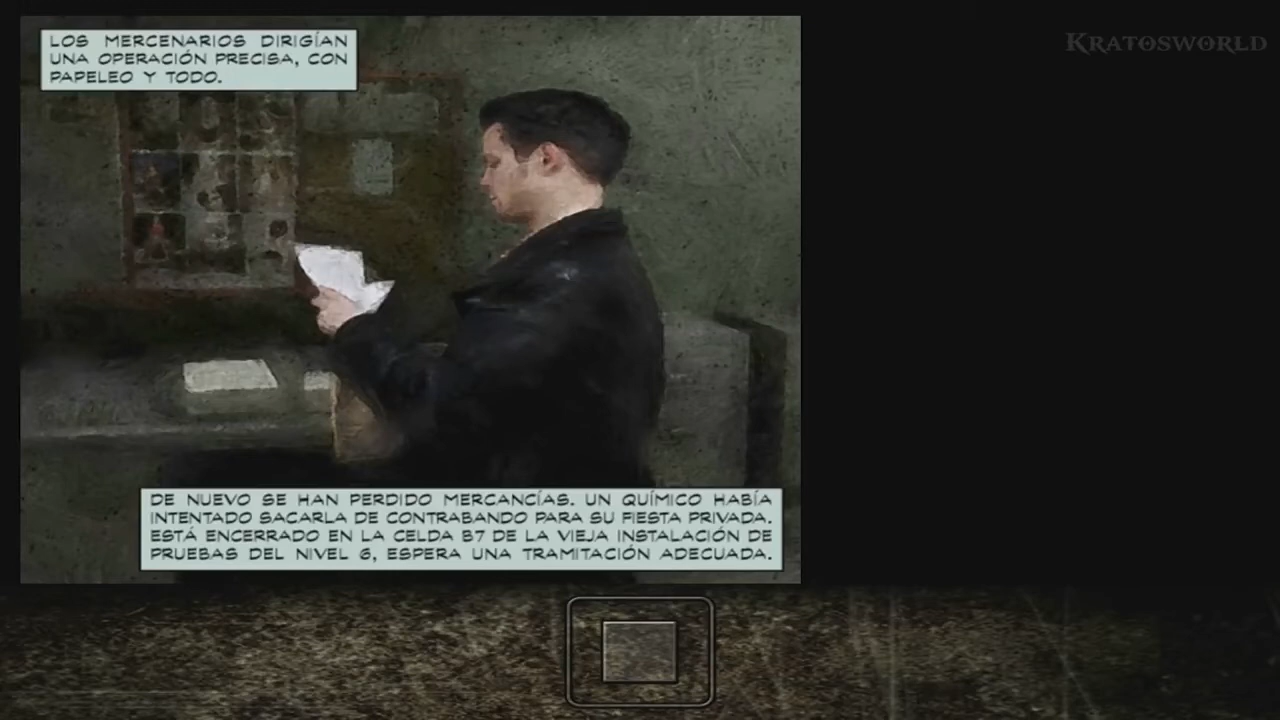 KRATOSWORLD
LOS MERCENARIOS DIRIGÍAN
UNA OPERACIÓN PRECISA, CON
PAPELEO Y TODO.
DE NUEVO SE HAN PERDIDO MERCANCÍAS. UN QUÍMICO HABÍA
INTENTADO SACARLA DE CONTRABANDO PARA SU FIESTA PRIVADA.
ESTÁ ENCERRADO EN LA CELDA B7 DE LA VIEJA INSTALACIÓN DE
PRUEBAS DEL NIVEL 6, ESPERA UNA TRAMITACIÓN ADECUADA.